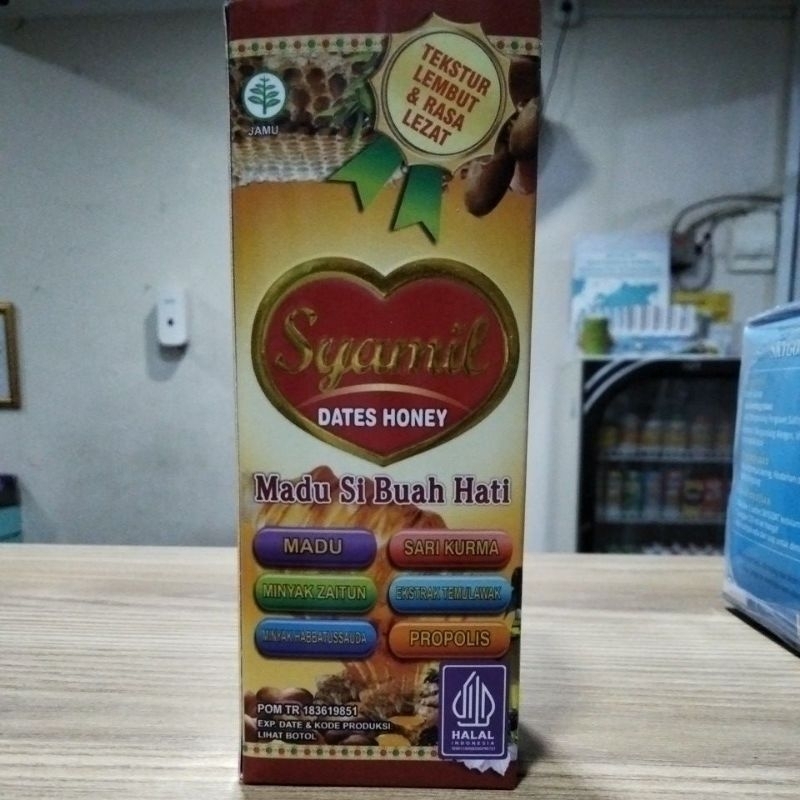 TEKSTUR
LEMBUT
& RASA
LEZAT
JAMU
Syamil
DATES HONEY
Madu Si Buah Hati
MADU
SARI KURMA
MINYAK ZAITUN
EKSTRAK TEMULAWAK
MINYAK HABBATUSSAUDA
PROPOLIS
POM TR 183619851
EXP. DATE & KODE PRODUKSI
LIHAT BOTOL
HALAL
INDONESIA